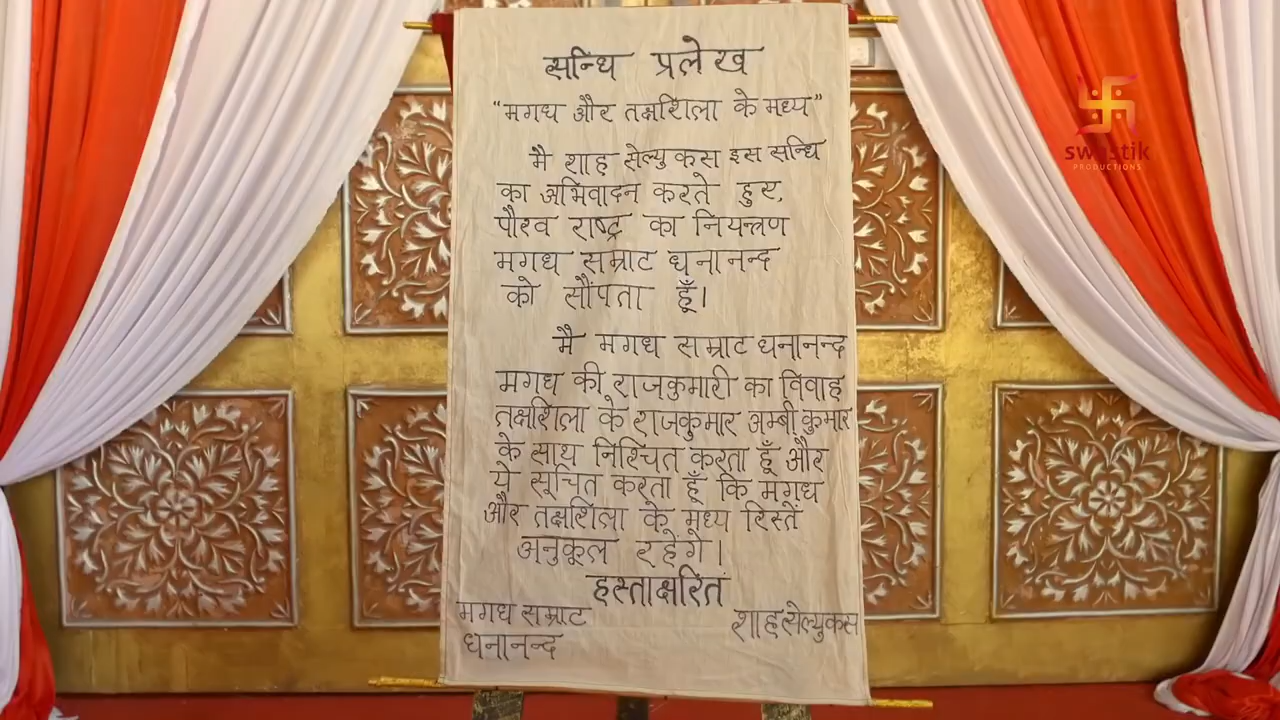 सन्धि प्रलेख
“मगध और तक्षशिला के मध्य”
मै शाह सेल्युकस इस सन्धि
का अभिवादन करते हुए,
पौरव राष्ट्र का नियन्त्रण
मगध सम्राट धनानन्द
को सौंपता हूँ।
मै मगध सम्राट धनानन्द
मगध की राजकुमारी का विवाह
तक्षशिला के राजकुमार अम्बी कुमार
के साथ निश्चित करता हूँ और
ये सूचित करता हूँ कि मगध
और तक्षशिला के मध्य रिस्तें
अनुकूल रहेंगे।
हस्ताक्षरित
मगध सम्राट
धनानन्द
शाह सेल्युकस
swastik
PRODUCTIONS